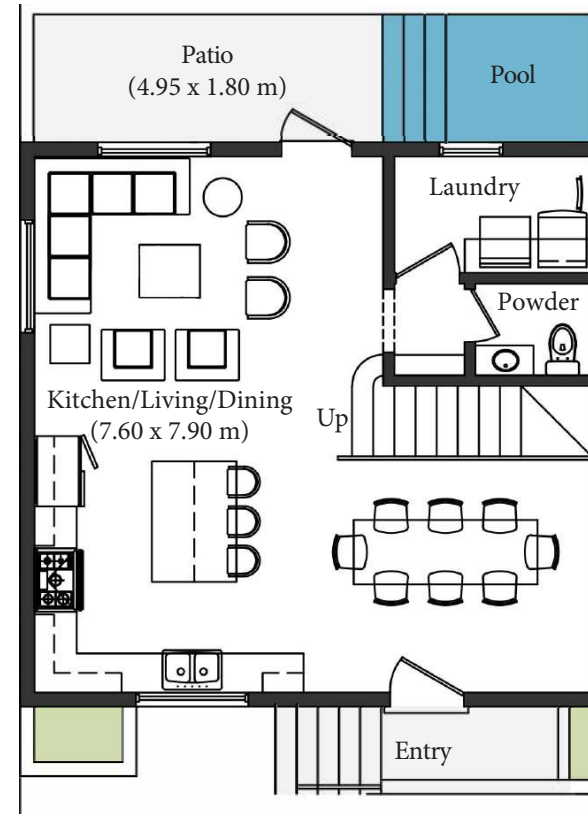 Patio
(4.95 x 1.80 m)
Pool
Laundry
Powder
Kitchen/Living/Dining
(7.60 x 7.90 m)
Up
Entry